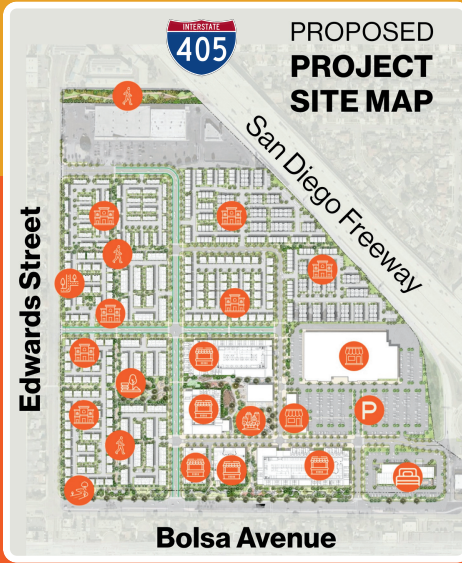 INTERSTATE
405
PROPOSED
PROJECT
SITE MAP
San Diego Freeway
Edwards Street
P
Bolsa Avenue